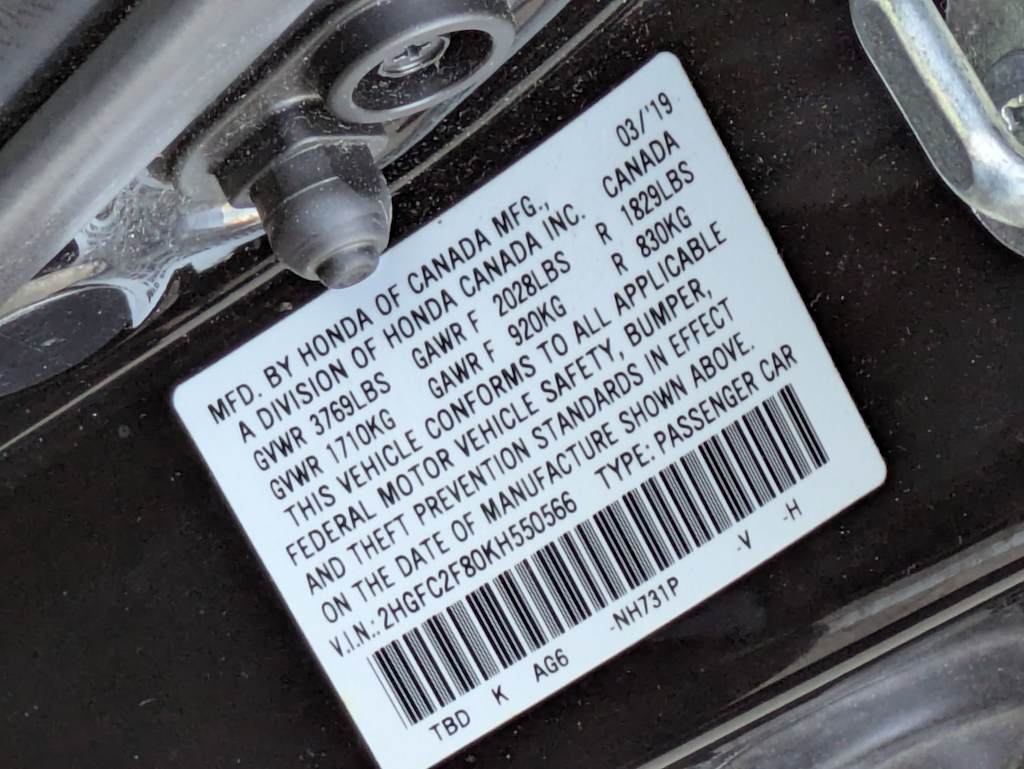 MFD. BY HONDA OF CANADA MFG., 03/'19
A DIVISION OF HONDA CANADA INC. CANADA
GVWR 3769LBS GAWR F 2028LBS R 1829LBS
GVWR 1710KG GAWR F 920KG R 830KG
THIS VEHICLE CONFORMS TO ALL APPLICABLE
FEDERAL MOTOR VEHICLE SAFETY, BUMPER,
AND THEFT PREVENTION STANDARDS IN EFFECT
ON THE DATE OF MANUFACTURE SHOWN ABOVE.
V.I.N.: 2HGFC2F80KH550566 TYPE: PASSENGER CAR
TBD K AG6 -NH731P -V -H